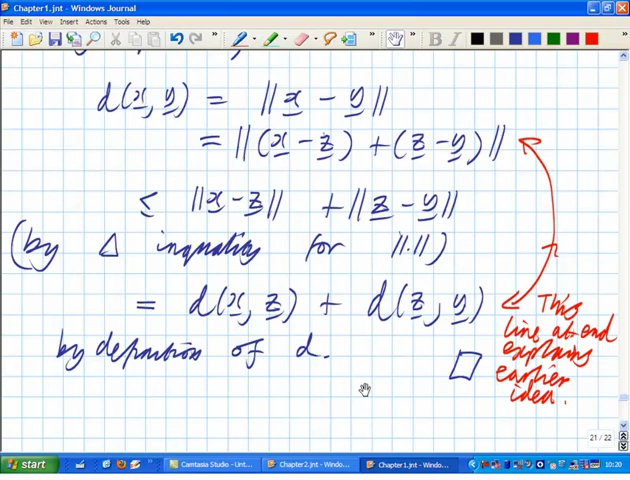 Chapter1.jnt - Windows Journal
File Edit View Insert Actions Tools Help
B I
d(x, y) = ||x - y||
= ||(x - z) + (z - y)||
≤ ||x - z|| + ||z - y||
(by Δ inequality for ||.||)
= d(x, z) + d(z, y)
by definition of d.
□
This
line at end
explains
earlier
idea.
21 / 22
start
Camtasia Studio - Unt...
Chapter2.jnt - Windo...
Chapter1.jnt - Windo...
10:20